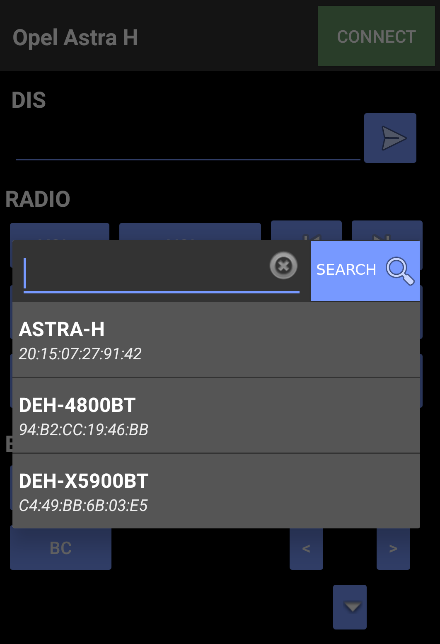 Opel Astra H
CONNECT
DIS
RADIO
SEARCH
ASTRA-H
20:15:07:27:91:42
DEH-4800BT
94:B2:CC:19:46:BB
DEH-X5900BT
C4:49:BB:6B:03:E5
BC
<
>